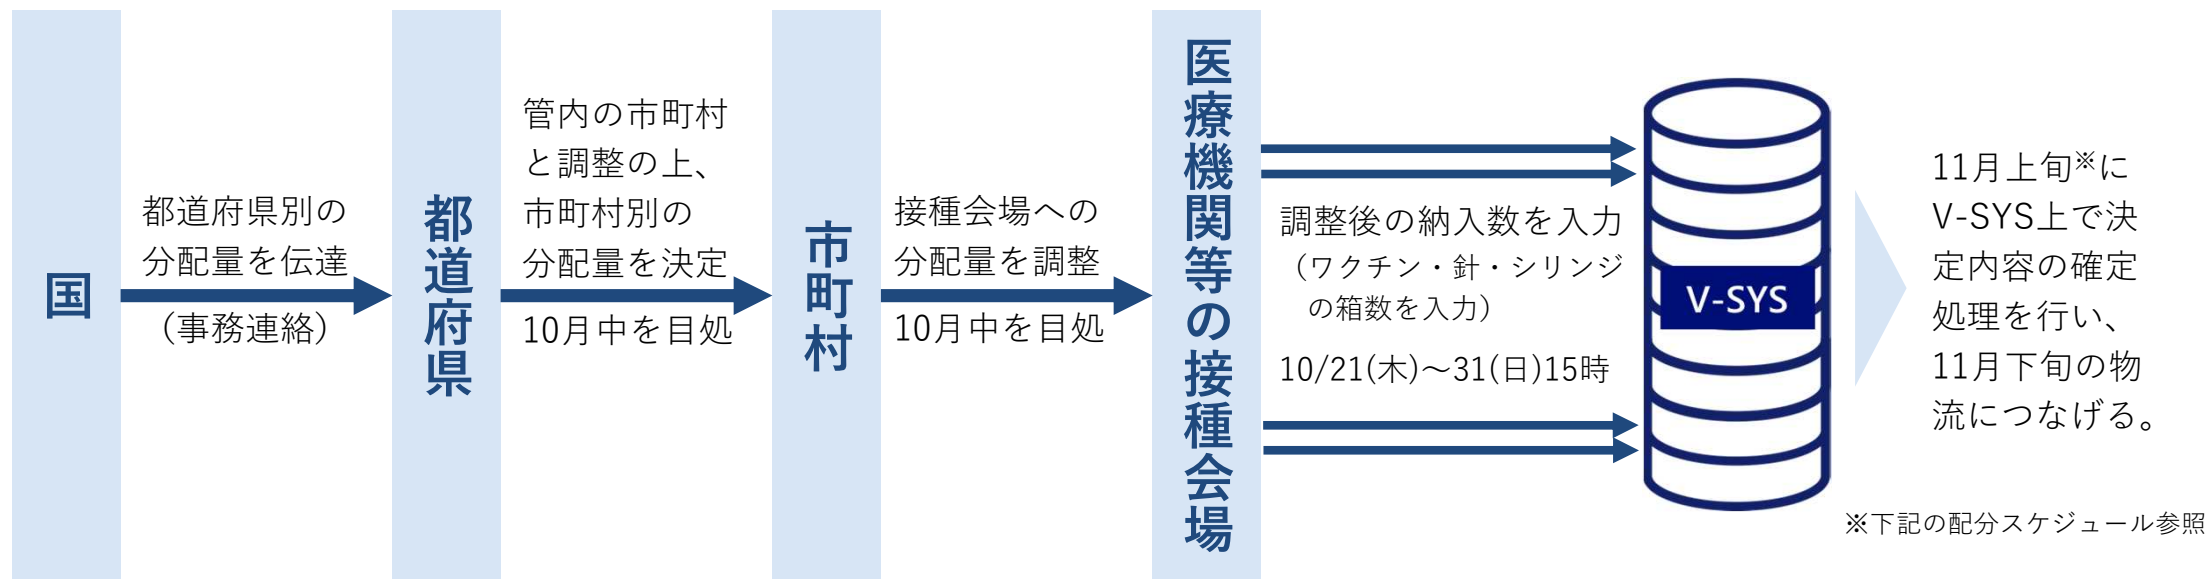 国
都道府県別の
分配量を伝達
（事務連絡）
都道府県
管内の市町村
と調整の上、
市町村別の
分配量を決定
10月中を目処
市町村
接種会場への
分配量を調整
10月中を目処
医療機関等の接種会場
調整後の納入数を入力
（ワクチン・針・シリンジ
の箱数を入力）
10/21(木)～31(日)15時
V-SYS
11月上旬※に
V-SYS上で決
定内容の確定
処理を行い、
11月下旬の物
流につなげる。
※下記の配分スケジュール参照